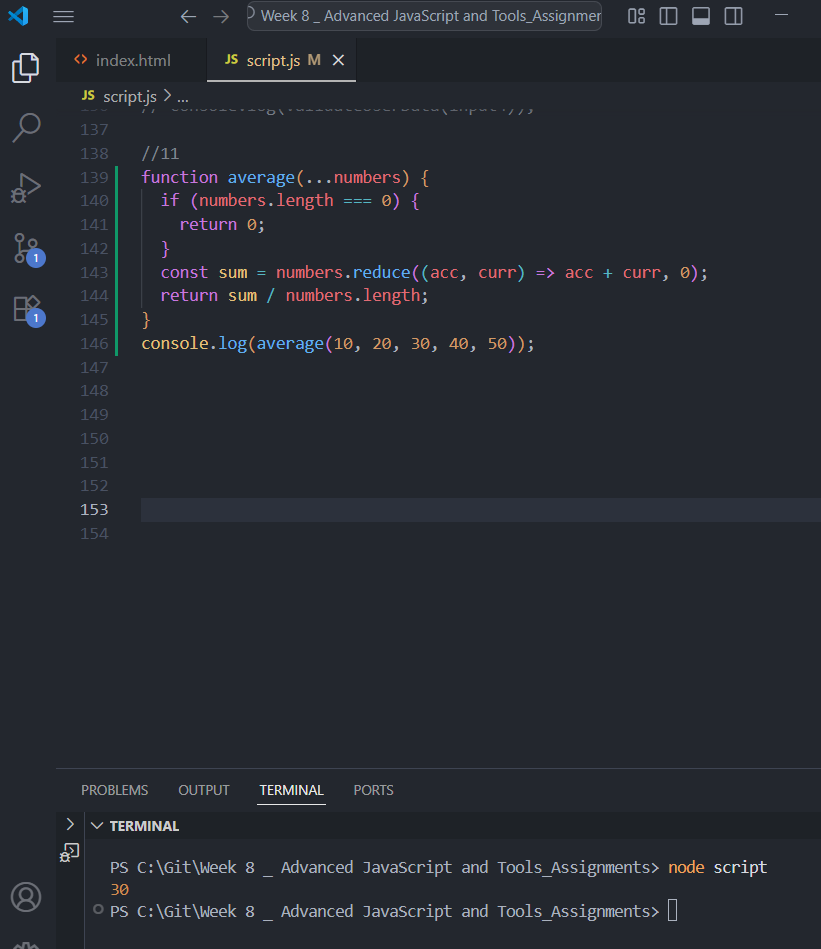 Week 8 _ Advanced JavaScript and Tools_Assignmer
index.html
JS script.js M
JS script.js > ...
137
138 //11
139 function average(...numbers) {
140 if (numbers.length === 0) {
141 return 0;
142 }
143 const sum = numbers.reduce((acc, curr) => acc + curr, 0);
144 return sum / numbers.length;
145 }
146 console.log(average(10, 20, 30, 40, 50));
147
148
149
150
151
152
153
154
1
1
PROBLEMS OUTPUT TERMINAL PORTS
TERMINAL
PS C:\Git\Week 8 _ Advanced JavaScript and Tools_Assignments> node script
30
PS C:\Git\Week 8 _ Advanced JavaScript and Tools_Assignments>